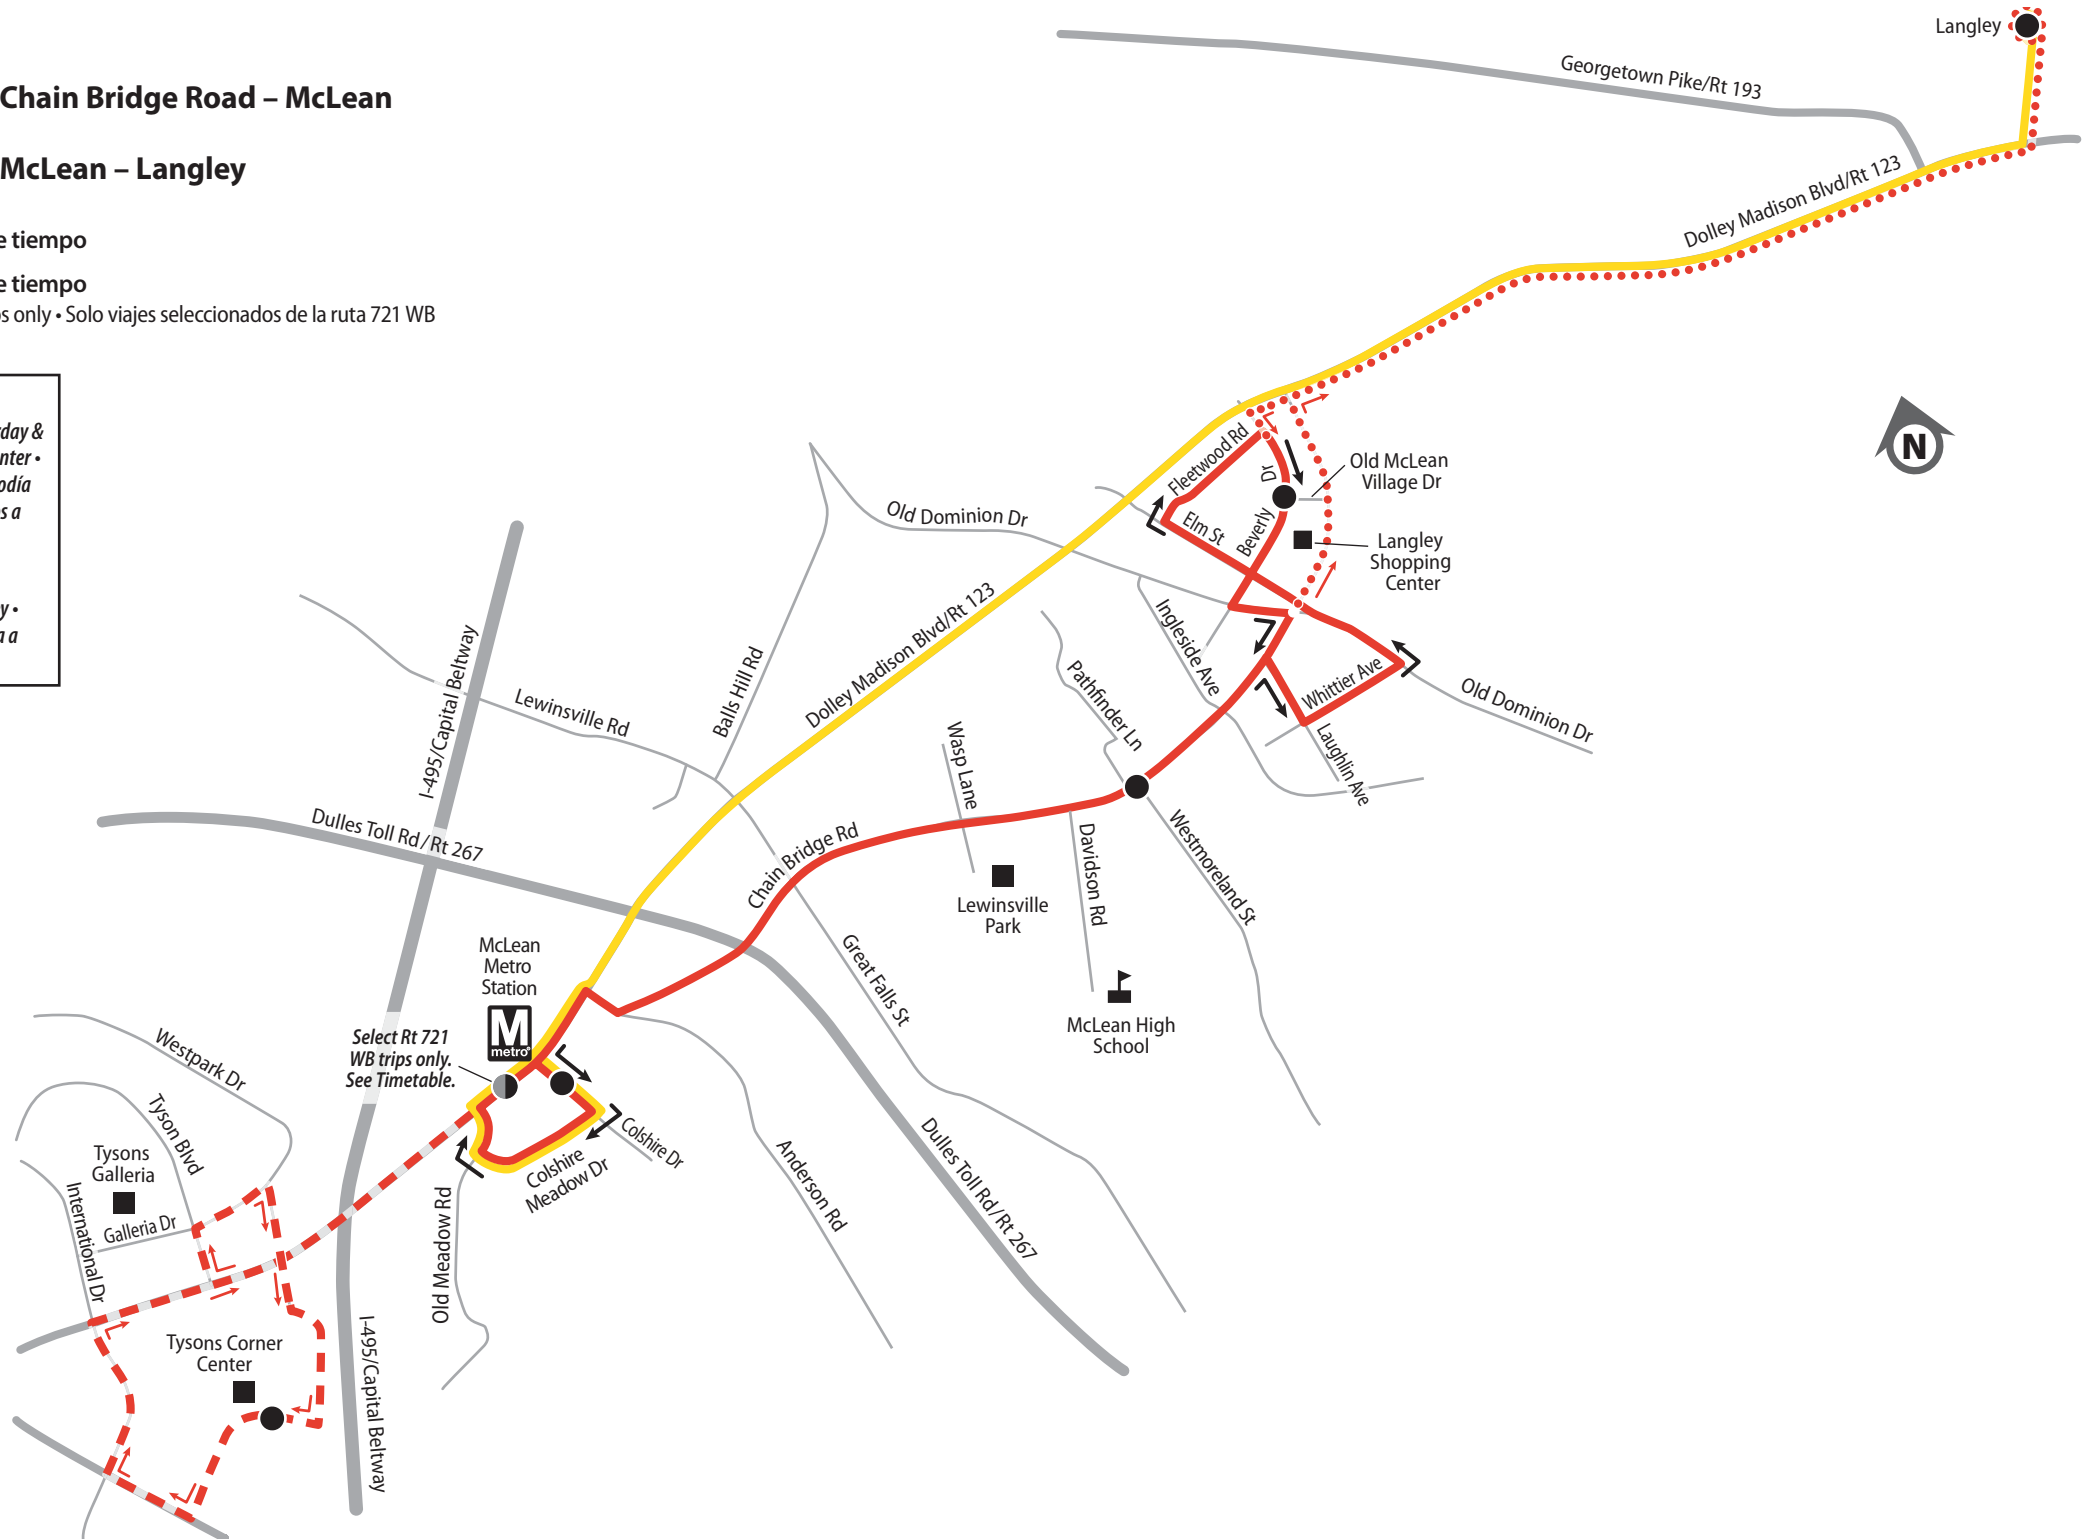 Chain Bridge Road – McLean
McLean – Langley
e tiempo
e tiempo
os only • Solo viajes seleccionados de la ruta 721 WB
day &
nter •
odía
s a
y •
a a
Langley
Georgetown Pike/Rt 193
Dolley Madison Blvd/Rt 123
N
Fleetwood Rd
Dr
Beverly
Old McLean
Village Dr
Elm St
Langley
Shopping
Center
Old Dominion Dr
Ingleside Ave
Whittier Ave
Old Dominion Dr
Laughlin Ave
Pathfinder Ln
Dolley Madison Blvd/Rt 123
Balls Hill Rd
Lewinsville Rd
I-495/Capital Beltway
Dulles Toll Rd/Rt 267
Wasp Lane
Chain Bridge Rd
Davidson Rd
Westmoreland St
Lewinsville
Park
McLean High
School
Great Falls St
McLean
Metro
Station
M
metro
Select Rt 721
WB trips only.
See Timetable.
Colshire Dr
Colshire
Meadow Dr
Old Meadow Rd
Anderson Rd
Dulles Toll Rd/Rt 267
Westpark Dr
Tyson Blvd
Tysons
Galleria
Galleria Dr
International Dr
Tysons Corner
Center
I-495/Capital Beltway